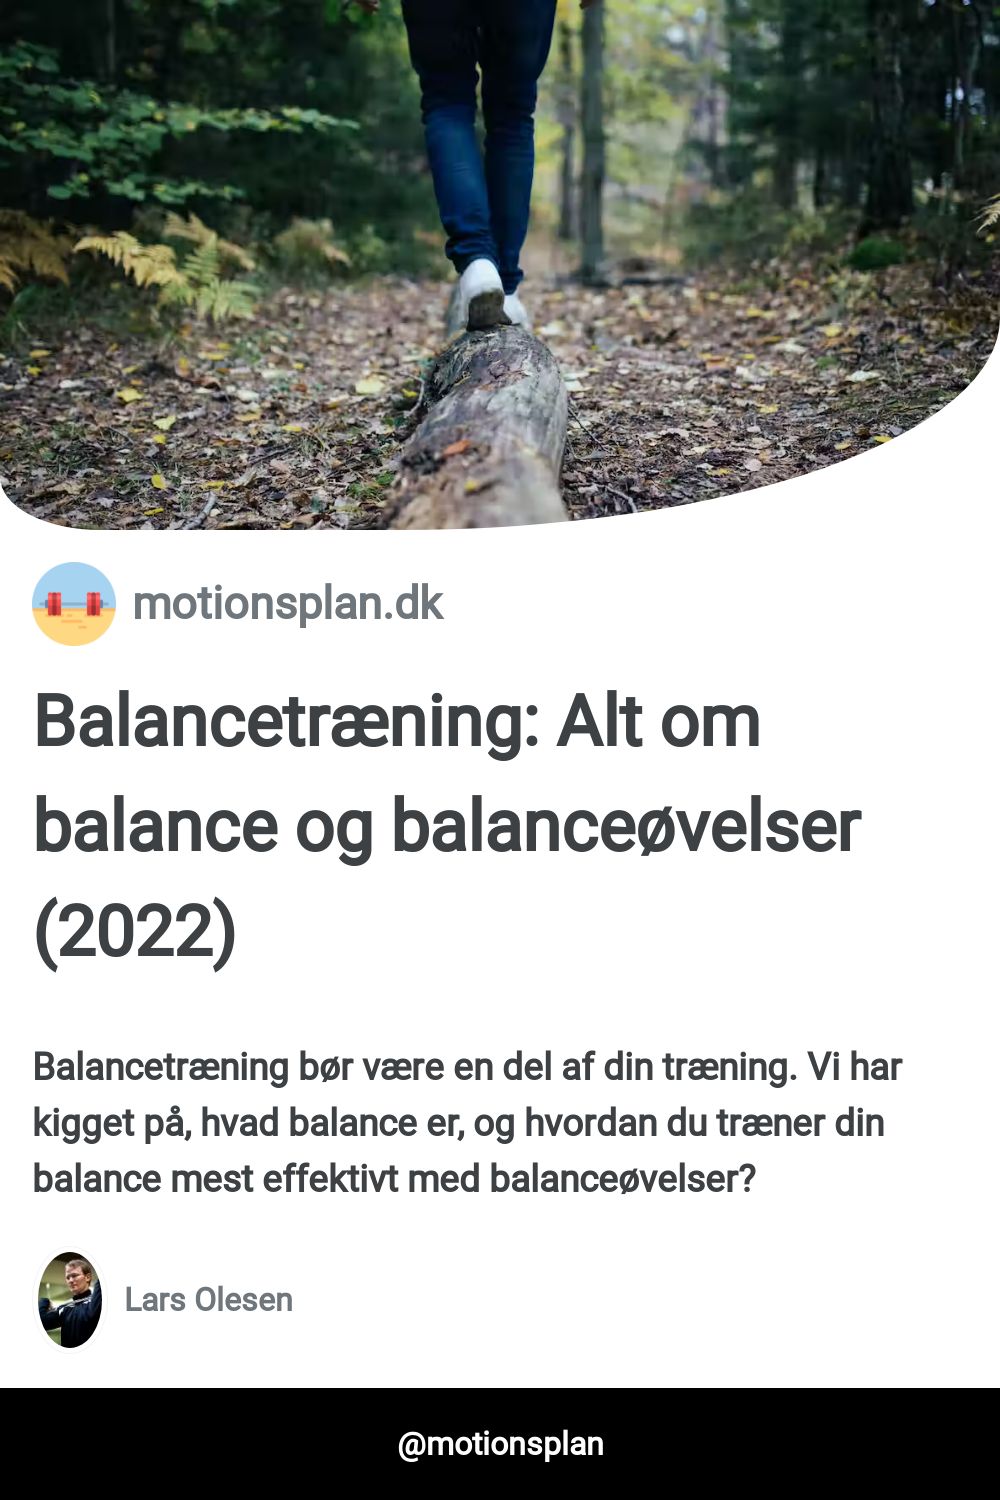 motionsplan.dk
Balancetræning: Alt om
balance og balanceøvelser
(2022)
Balancetræning bør være en del af din træning. Vi har
kigget på, hvad balance er, og hvordan du træner din
balance mest effektivt med balanceøvelser?
Lars Olesen
@motionsplan